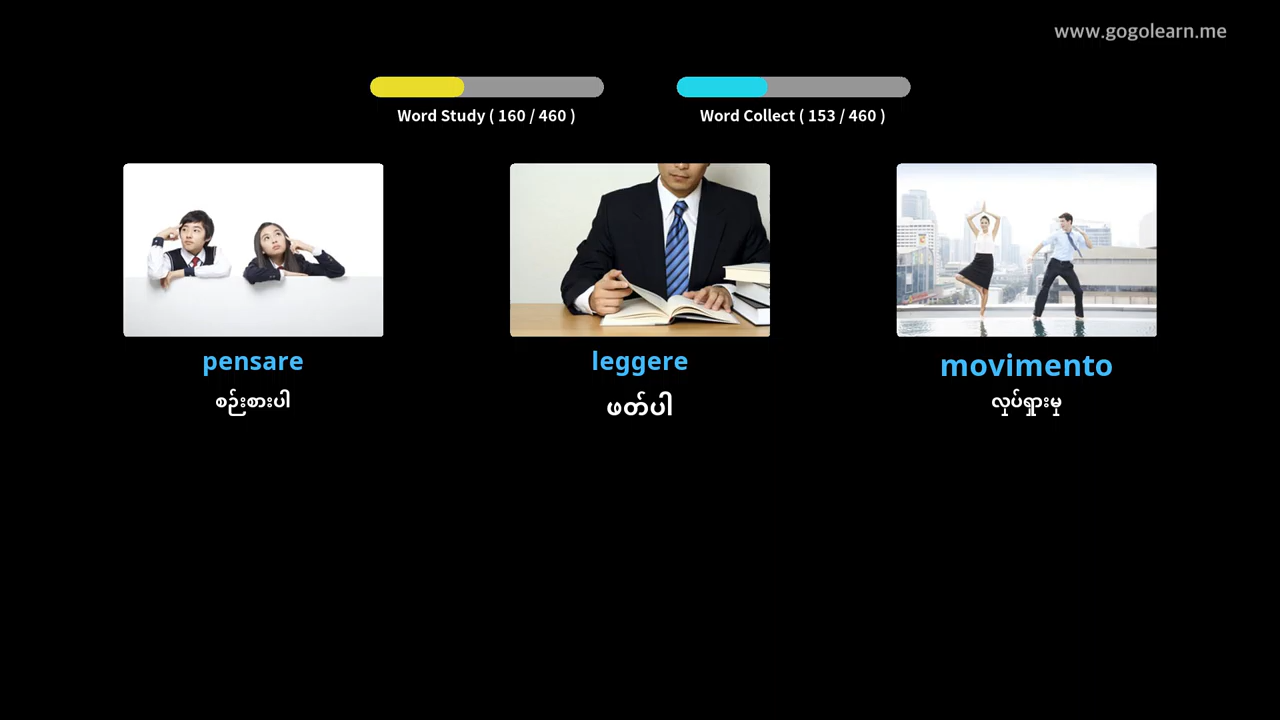 www.gogolearn.me
Word Study ( 160 / 460 )
Word Collect ( 153 / 460 )
pensare
leggere
movimento
စဉ်းစားပါ
ဖတ်ပါ
လှုပ်ရှားမှု